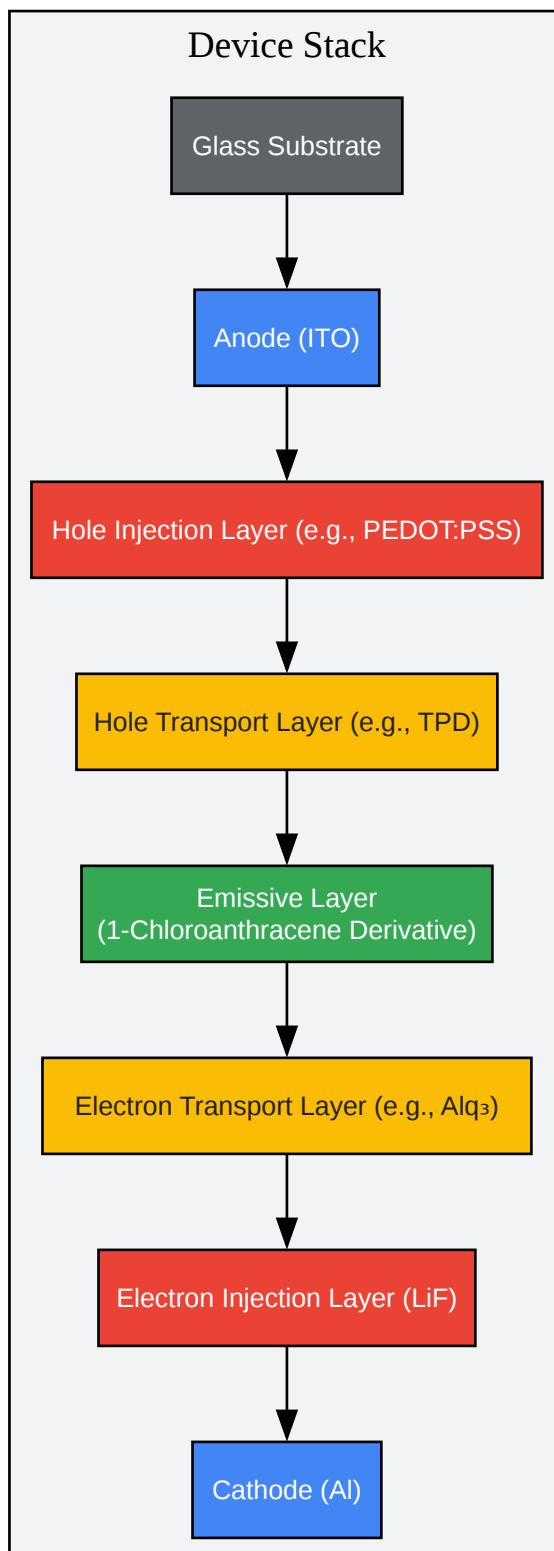 Device Stack
Glass Substrate
Anode (ITO)
Hole Injection Layer (e.g., PEDOT:PSS)
Hole Transport Layer (e.g., TPD)
Emissive Layer
(1-Chloroanthracene Derivative)
Electron Transport Layer (e.g., Alq₃)
Electron Injection Layer (LiF)
Cathode (Al)